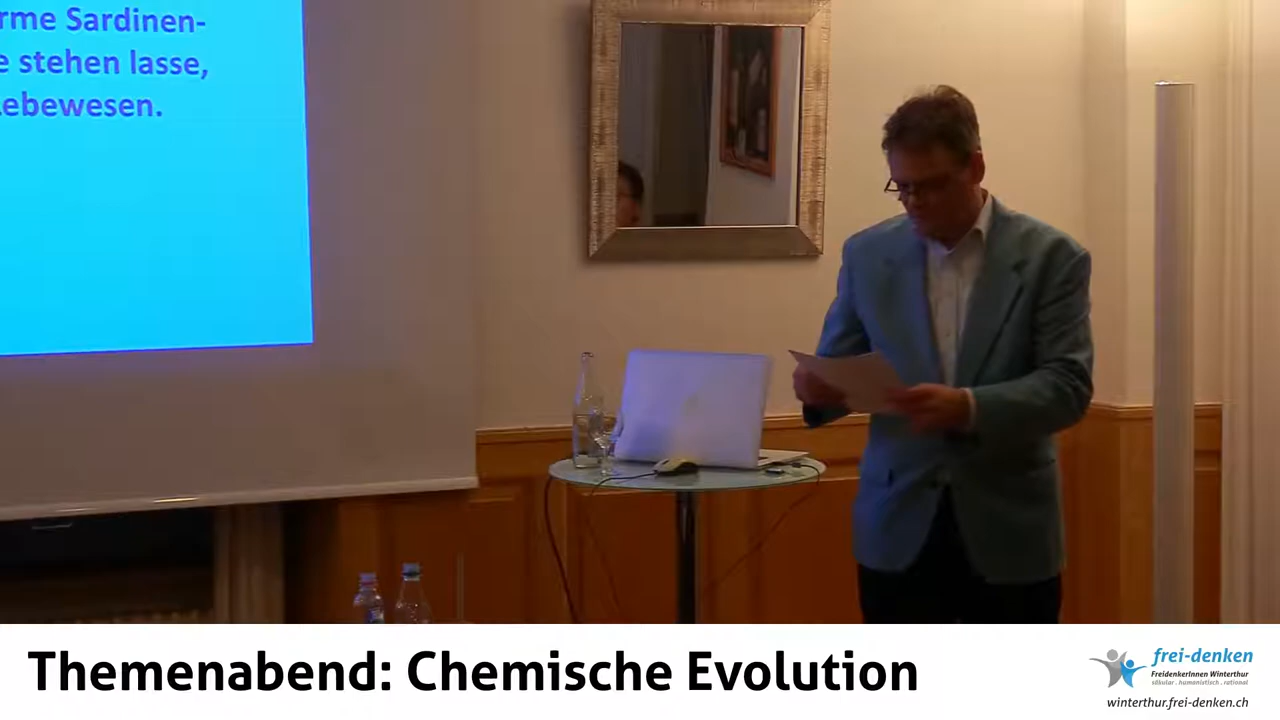 rme Sardinen-
e stehen lasse,
ebewesen.
Themenabend: Chemische Evolution
frei-denken
FreidenkerInnen Winterthur
säkular . humanistisch . rational
winterthur.frei-denken.ch